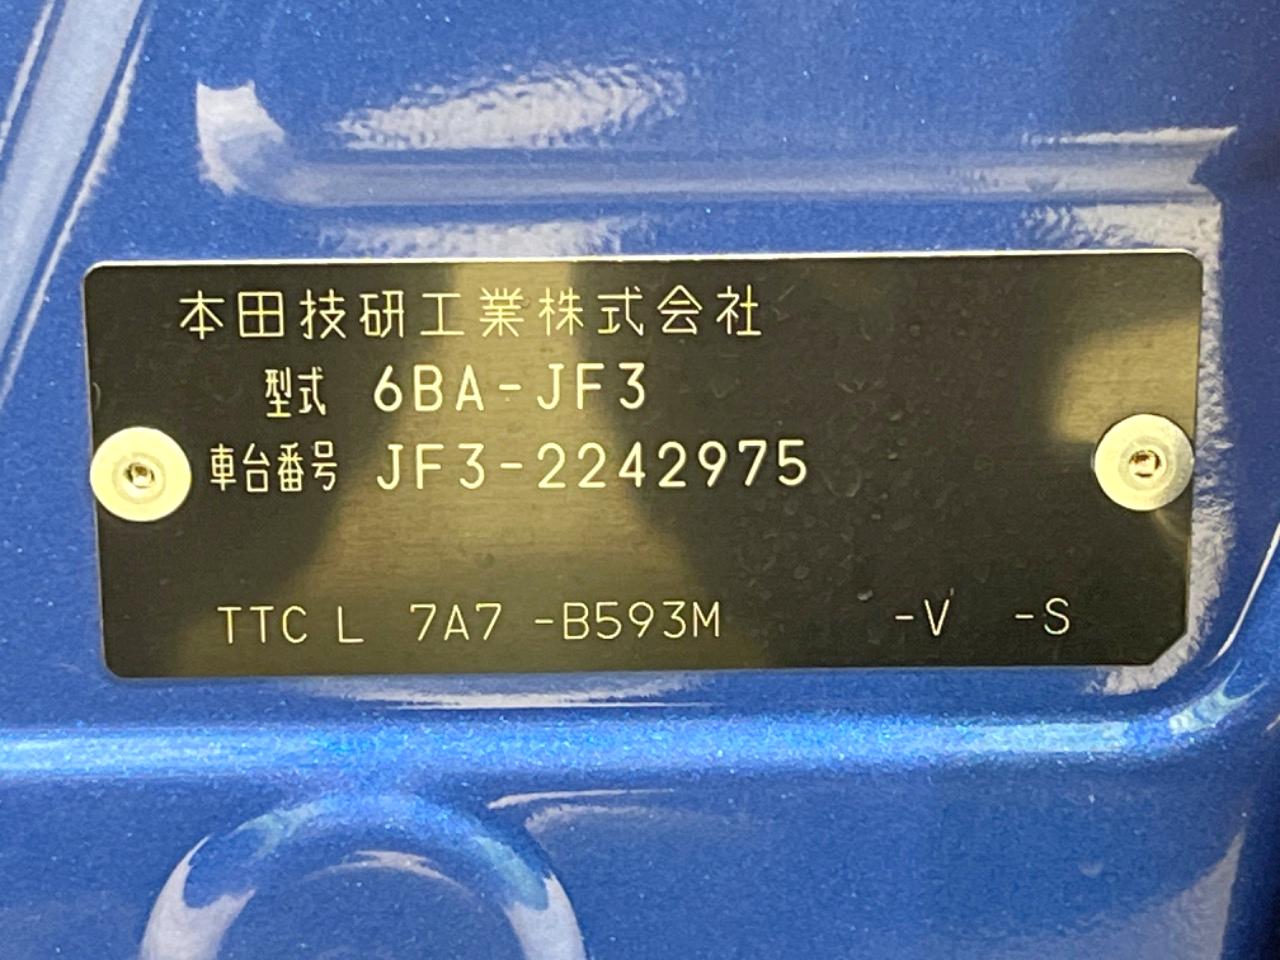 本田技研工業株式会社
型式 6BA-JF3
車台番号 JF3-2242975
TTC L 7A7 -B593M -V -S